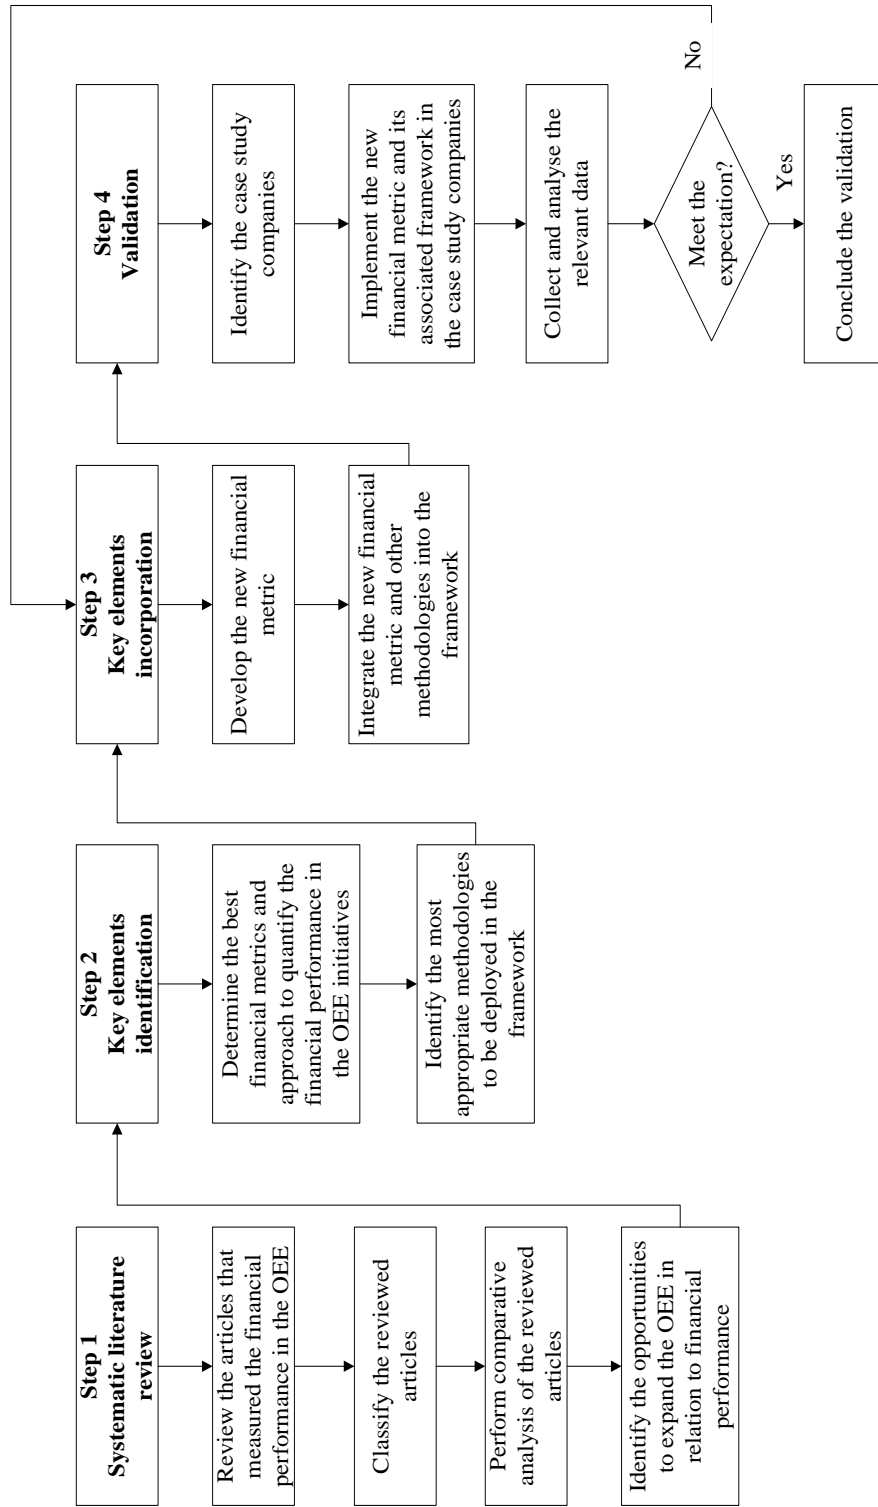 Step 1
Systematic literature
review
Review the articles that
measured the financial
performance in the OEE
Classify the reviewed
articles
Perform comparative
analysis of the reviewed
articles
Identify the opportunities
to expand the OEE in
relation to financial
performance
Step 2
Key elements
identification
Determine the best
financial metrics and
approach to quantify the
financial performance in
the OEE initiatives
Identify the most
appropriate methodologies
to be deployed in the
framework
Step 3
Key elements
incorporation
Develop the new financial
metric
Integrate the new financial
metric and other
methodologies into the
framework
Step 4
Validation
Identify the case study
companies
Implement the new
financial metric and its
associated framework in
the case study companies
Collect and analyse the
relevant data
Meet the
expectation?
No
Yes
Conclude the validation